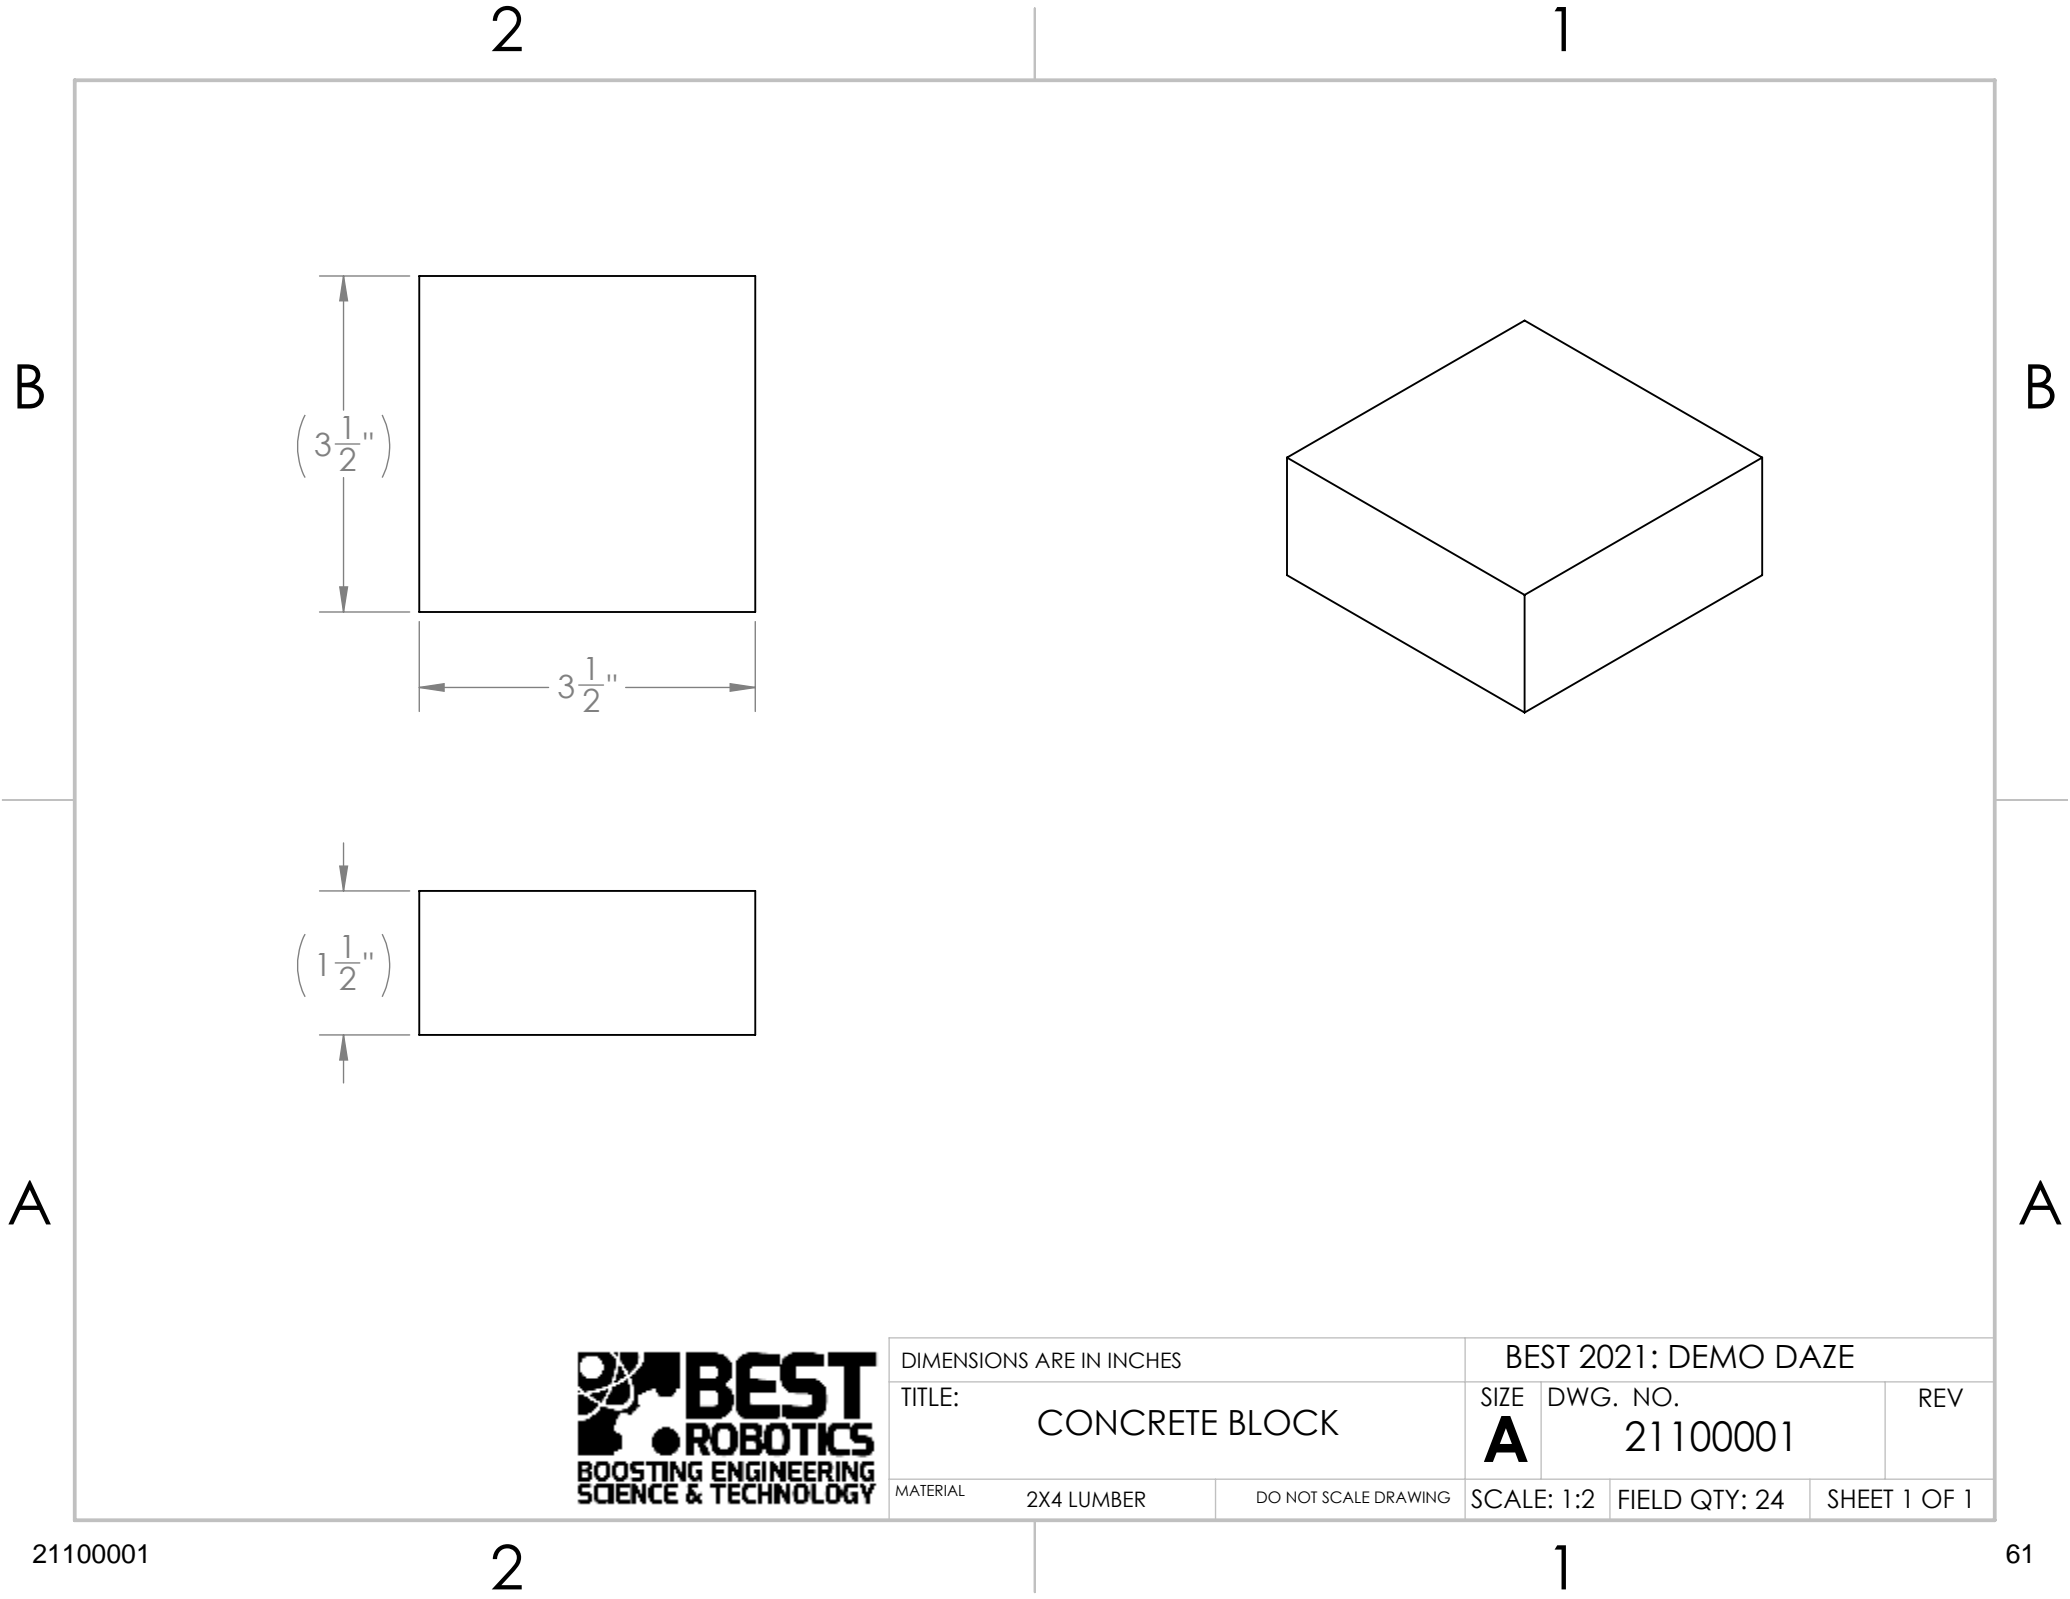 2 1
B B
(3 1/2")
3 1/2"
(1 1/2")
A A
BEST
ROBOTICS
BOOSTING ENGINEERING
SCIENCE & TECHNOLOGY
DIMENSIONS ARE IN INCHES
TITLE:
CONCRETE BLOCK
MATERIAL 2X4 LUMBER DO NOT SCALE DRAWING
BEST 2021: DEMO DAZE
SIZE DWG. NO. REV
A 21100001
SCALE: 1:2 FIELD QTY: 24 SHEET 1 OF 1
21100001 2 1 61